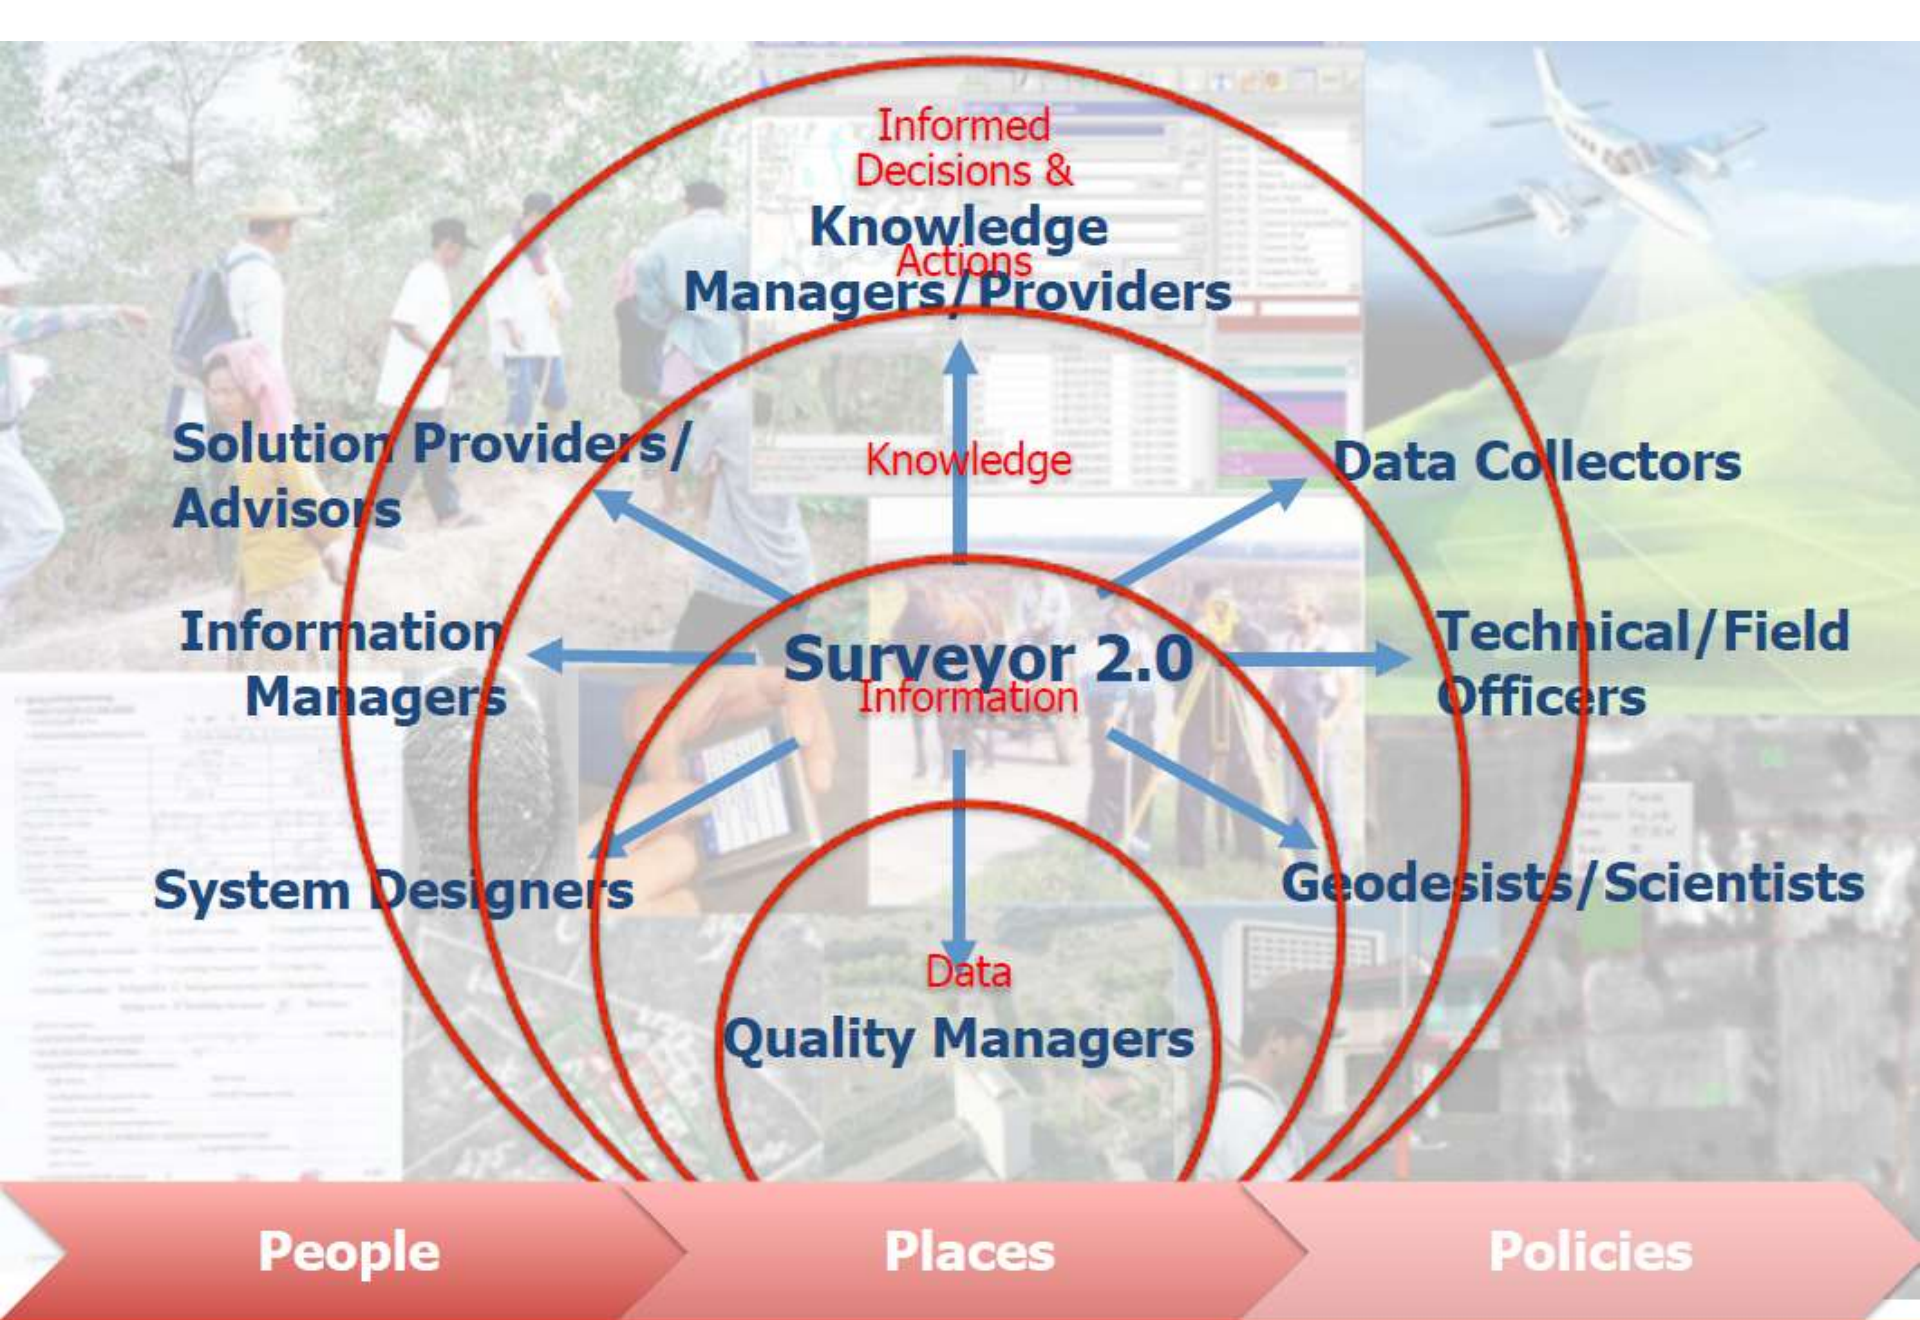 Informed
Decisions &
Knowledge
Actions
Managers/Providers
Solution Providers/
Advisors
Knowledge
Data Collectors
Information
Managers
Surveyor 2.0
Information
Technical/Field
Officers
System Designers
Geodesists/Scientists
Data
Quality Managers
People
Places
Policies